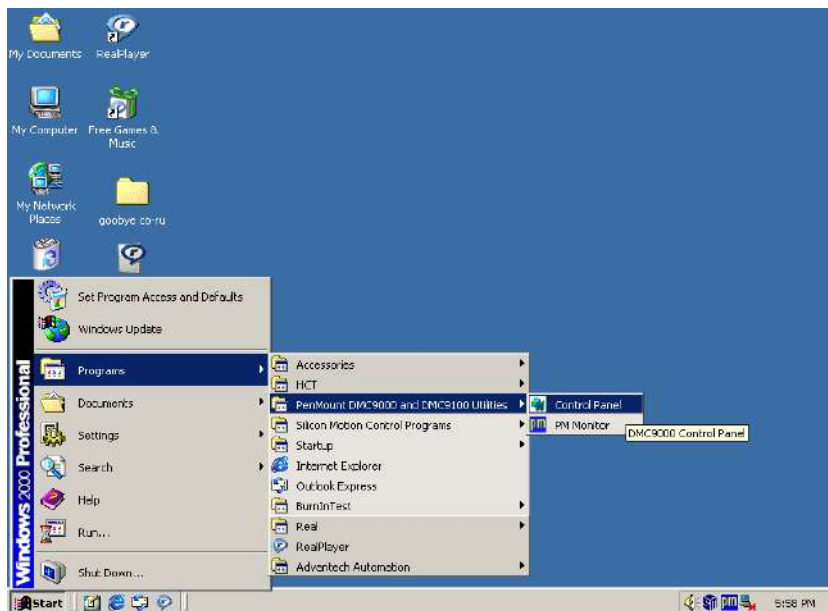 My Documents
RealPlayer
My Computer
Free Games &
Music
My Network
Places
goobye co-ru
Windows 2000 Professional
Set Program Access and Defaults
Windows Update
Programs
Documents
Settings
Search
Help
Run...
Shut Down...
Accessories
HCT
PenMount DMC9000 and DMC9100 Utilities
Silicon Motion Control Programs
Startup
Internet Explorer
Outlook Express
BurnInTest
Real
RealPlayer
Advantech Automation
Control Panel
PM Monitor
DMC9000 Control Panel
Start
5:58 PM